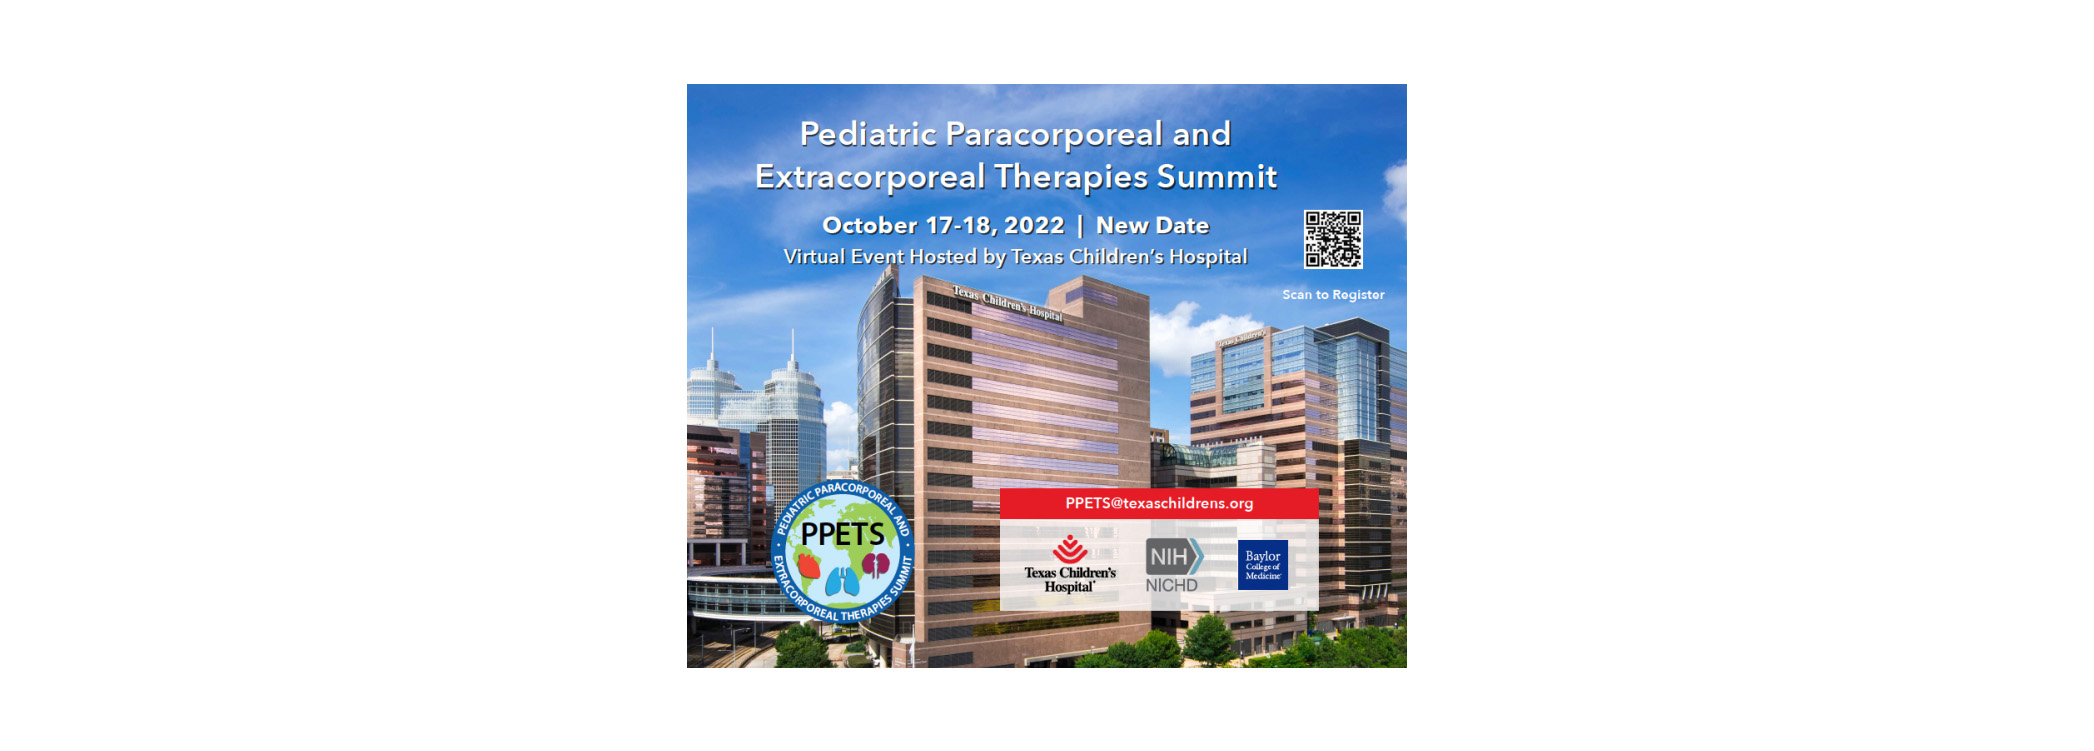 Pediatric Paracorporeal and
Extracorporeal Therapies Summit
October 17-18, 2022 | New Date
Virtual Event Hosted by Texas Children's Hospital
Scan to Register
Texas Children's Hospital
Texas Children's
PEDIATRIC PARACORPOREAL AND
PPETS
EXTRACORPOREAL THERAPIES SUMMIT
PPETS@texaschildrens.org
Texas Children's
Hospital
NIH
NICHD
Baylor
College of
Medicine